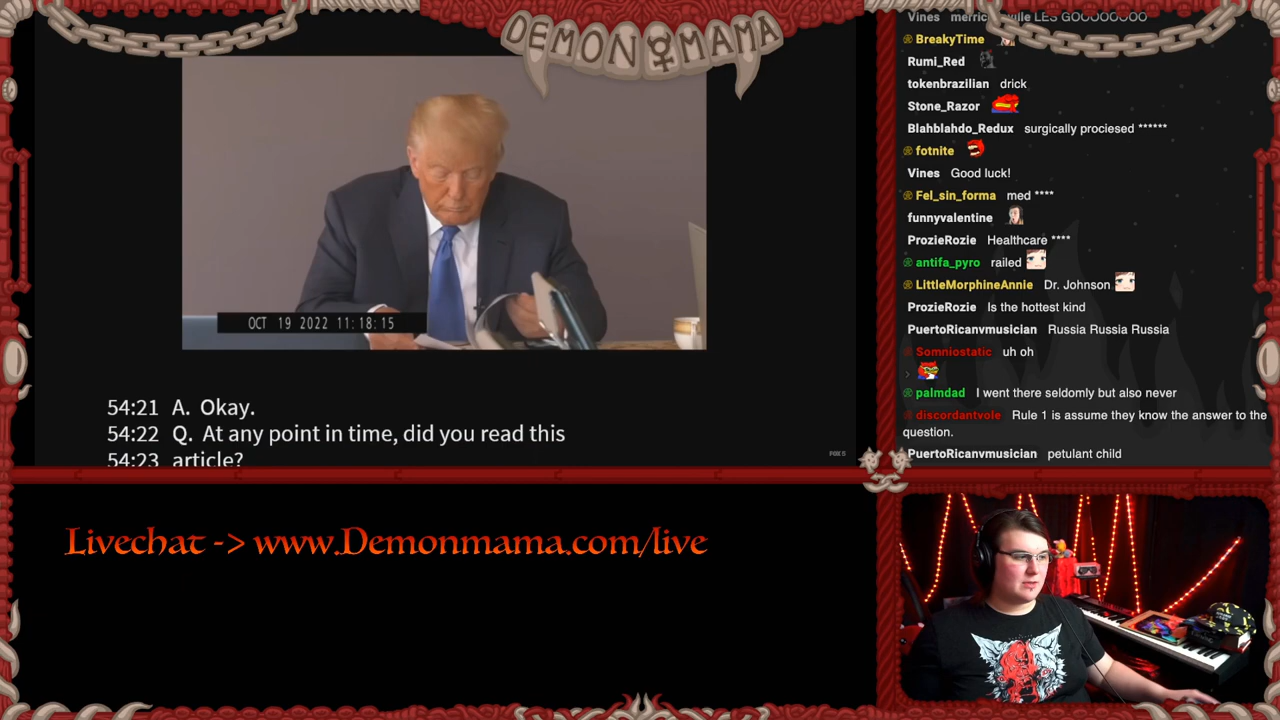 DEMON MAMA
OCT 19 2022 11:18:15
54:21 A. Okay.
54:22 Q. At any point in time, did you read this
54:23 article?
FOX 5
Livechat -> www.Demonmama.com/live
Vines
BreakyTime
Rumi_Red
tokenbrazilian drick
Stone_Razor
Blahblahdo_Redux surgically prociesed ******
fotnite
Vines Good luck!
Fel_sin_forma med ****
funnyvalentine
ProzieRozie Healthcare ****
antifa_pyro railed
LittleMorphineAnnie Dr. Johnson
ProzieRozie Is the hottest kind
PuertoRicanvmusician Russia Russia Russia
Somniostatic uh oh
palmdad I went there seldomly but also never
discordantvole Rule 1 is assume they know the answer to the
question.
PuertoRicanvmusician petulant child